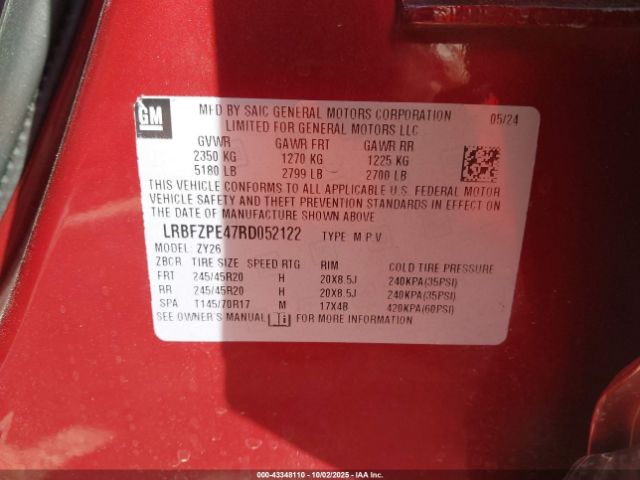 GM
MFD BY SAIC GENERAL MOTORS CORPORATION 05/24
LIMITED FOR GENERAL MOTORS LLC
GVWR GAWR FRT GAWR RR
2350 KG 1270 KG 1225 KG
5180 LB 2799 LB 2700 LB
THIS VEHICLE CONFORMS TO ALL APPLICABLE U.S. FEDERAL MOTOR
VEHICLE SAFETY AND THEFT PREVENTION STANDARDS IN EFFECT ON
THE DATE OF MANUFACTURE SHOWN ABOVE
LRBFZPE47RD052122 TYPE: M.P.V
MODEL: ZY26
ZBCR TIRE SIZE SPEED RTG RIM COLD TIRE PRESSURE
FRT 245/45R20 H 20X8.5J 240KPA(35PSI)
RR 245/45R20 H 20X8.5J 240KPA(35PSI)
SPA T145/70R17 M 17X4B 420KPA(60PSI)
SEE OWNER'S MANUAL i FOR MORE INFORMATION
00-43348110 - 10/02/2025 - COPYRIGHT IAA, LLC